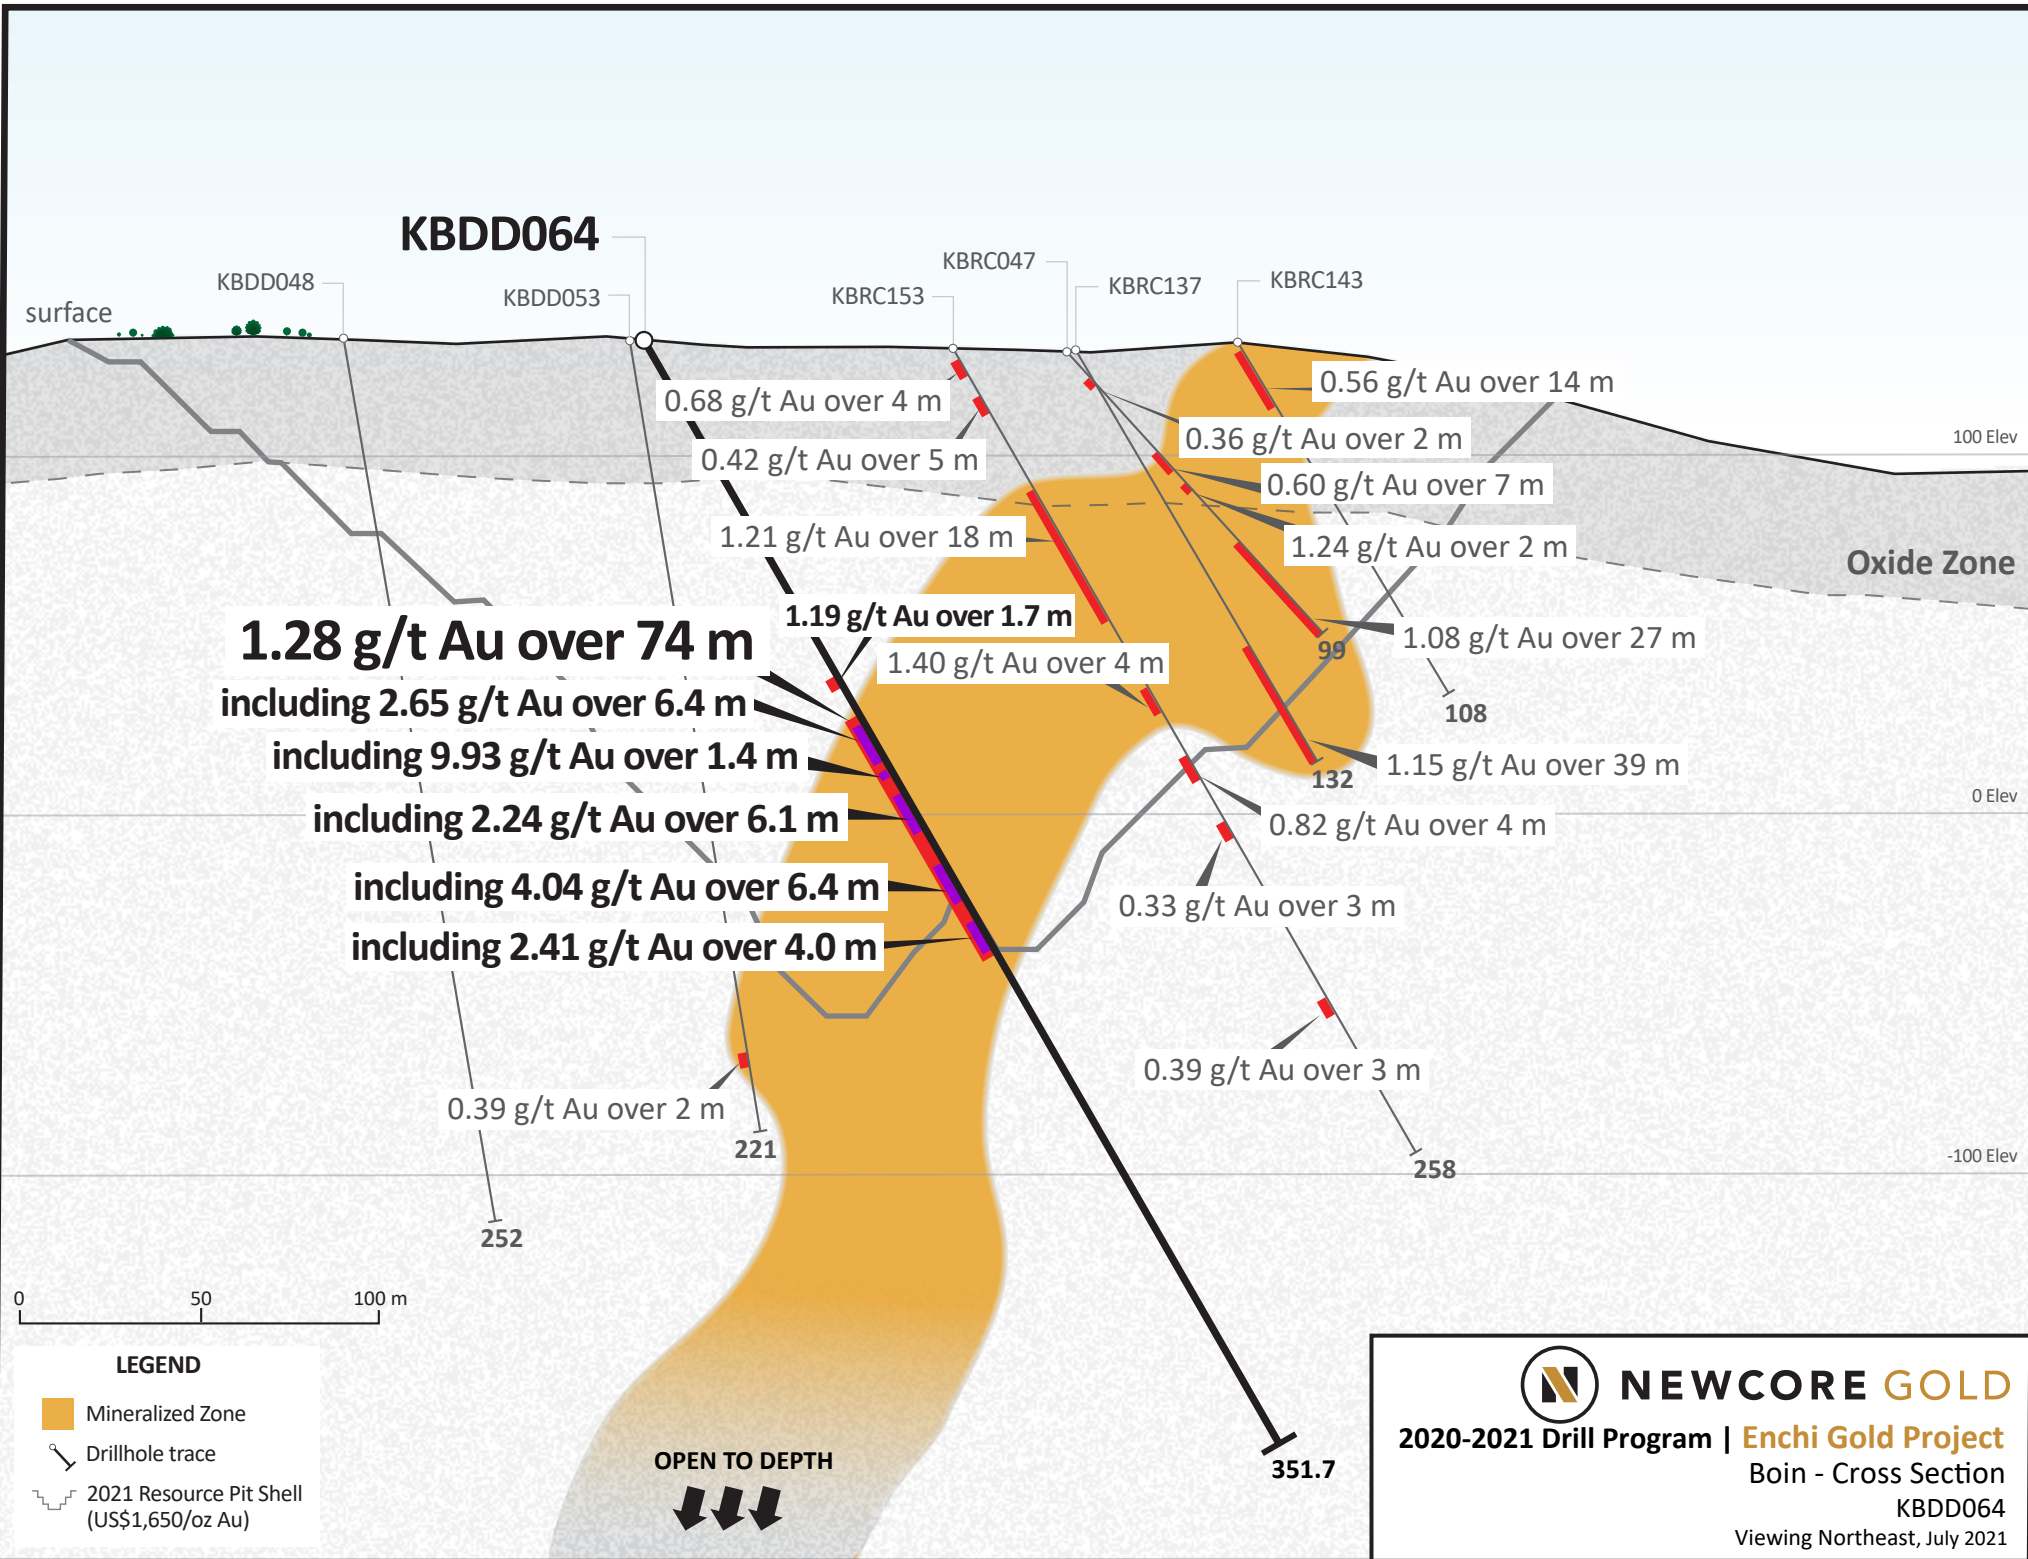 KBDD064
KBRC047
KBDD048
KBRC143
KBRC137
KBDD053
KBRC153
surface
0.56 g/t Au over 14 m
0.68 g/t Au over 4 m
0.36 g/t Au over 2 m
100 Elev
0.42 g/t Au over 5 m
0.60 g/t Au over 7 m
1.21 g/t Au over 18 m
1.24 g/t Au over 2 m
Oxide Zone
1.19 g/t Au over 1.7 m
1.28 g/t Au over 74 m
1.08 g/t Au over 27 m
99
1.40 g/t Au over 4 m
including 2.65 g/t Au over 6.4 m
108
including 9.93 g/t Au over 1.4 m
1.15 g/t Au over 39 m
132
0 Elev
including 2.24 g/t Au over 6.1 m
0.82 g/t Au over 4 m
including 4.04 g/t Au over 6.4 m
0.33 g/t Au over 3 m
including 2.41 g/t Au over 4.0 m
0.39 g/t Au over 3 m
0.39 g/t Au over 2 m
221
-100 Elev
258
252
0 50 100 m
LEGEND
Mineralized Zone
Drillhole trace
2021 Resource Pit Shell
(US$1,650/oz Au)
OPEN TO DEPTH
351.7
N NEWCORE GOLD
2020-2021 Drill Program | Enchi Gold Project
Boin - Cross Section
KBDD064
Viewing Northeast, July 2021